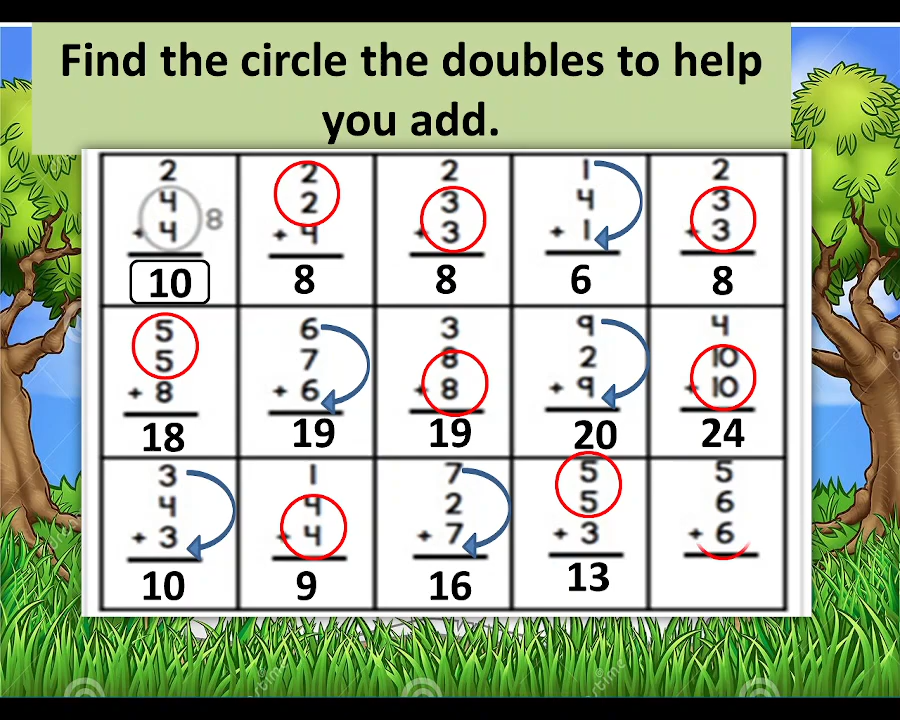 Find the circle the doubles to help
you add.
2 2 2 1 2
4 8 2 3 4 3
+ 4 + 4 + 3 + 1 + 3
10 8 8 6 8
5 6 3 9 4
5 7 8 2 10
+ 8 + 6 + 8 + 9 + 10
18 19 19 20 24
3 1 7 5 5
4 4 2 5 6
+ 3 + 4 + 7 + 3 + 6
10 9 16 13